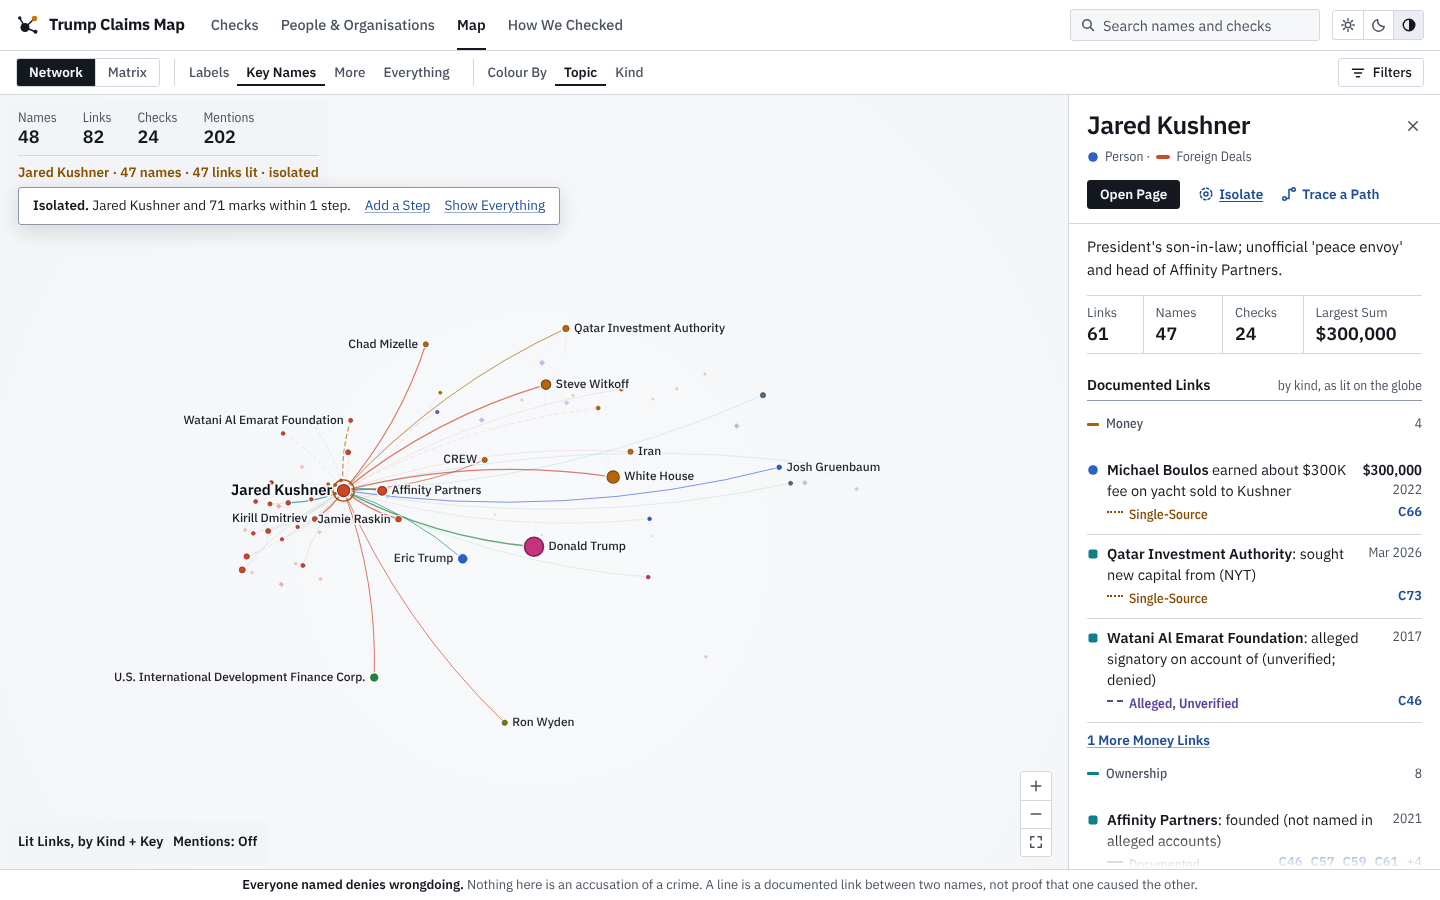 Trump Claims Map
Checks
People & Organisations
Map
How We Checked
Search names and checks
Network
Matrix
Labels
Key Names
More
Everything
Colour By
Topic
Kind
Filters
Names
Links
Checks
Mentions
48
82
24
202
Jared Kushner · 47 names · 47 links lit · isolated
Isolated. Jared Kushner and 71 marks within 1 step.
Add a Step
Show Everything
Qatar Investment Authority
Chad Mizelle
Steve Witkoff
Watani Al Emarat Foundation
Iran
CREW
Josh Gruenbaum
White House
Jared Kushner
Affinity Partners
Kirill Dmitriev
Jamie Raskin
Donald Trump
Eric Trump
U.S. International Development Finance Corp.
Ron Wyden
Lit Links, by Kind + Key
Mentions: Off
Jared Kushner
Person ·
Foreign Deals
Open Page
Isolate
Trace a Path
President's son-in-law; unofficial 'peace envoy'
and head of Affinity Partners.
Links
Names
Checks
Largest Sum
61
47
24
$300,000
Documented Links
by kind, as lit on the globe
Money
4
Michael Boulos earned about $300K
$300,000
fee on yacht sold to Kushner
2022
Single-Source
C66
Qatar Investment Authority: sought
Mar 2026
new capital from (NYT)
Single-Source
C73
Watani Al Emarat Foundation: alleged
2017
signatory on account of (unverified;
denied)
Alleged, Unverified
C46
1 More Money Links
Ownership
8
Affinity Partners: founded (not named in
2021
alleged accounts)
Documented
C46 C57 C59 C61 +4
Everyone named denies wrongdoing. Nothing here is an accusation of a crime. A line is a documented link between two names, not proof that one caused the other.